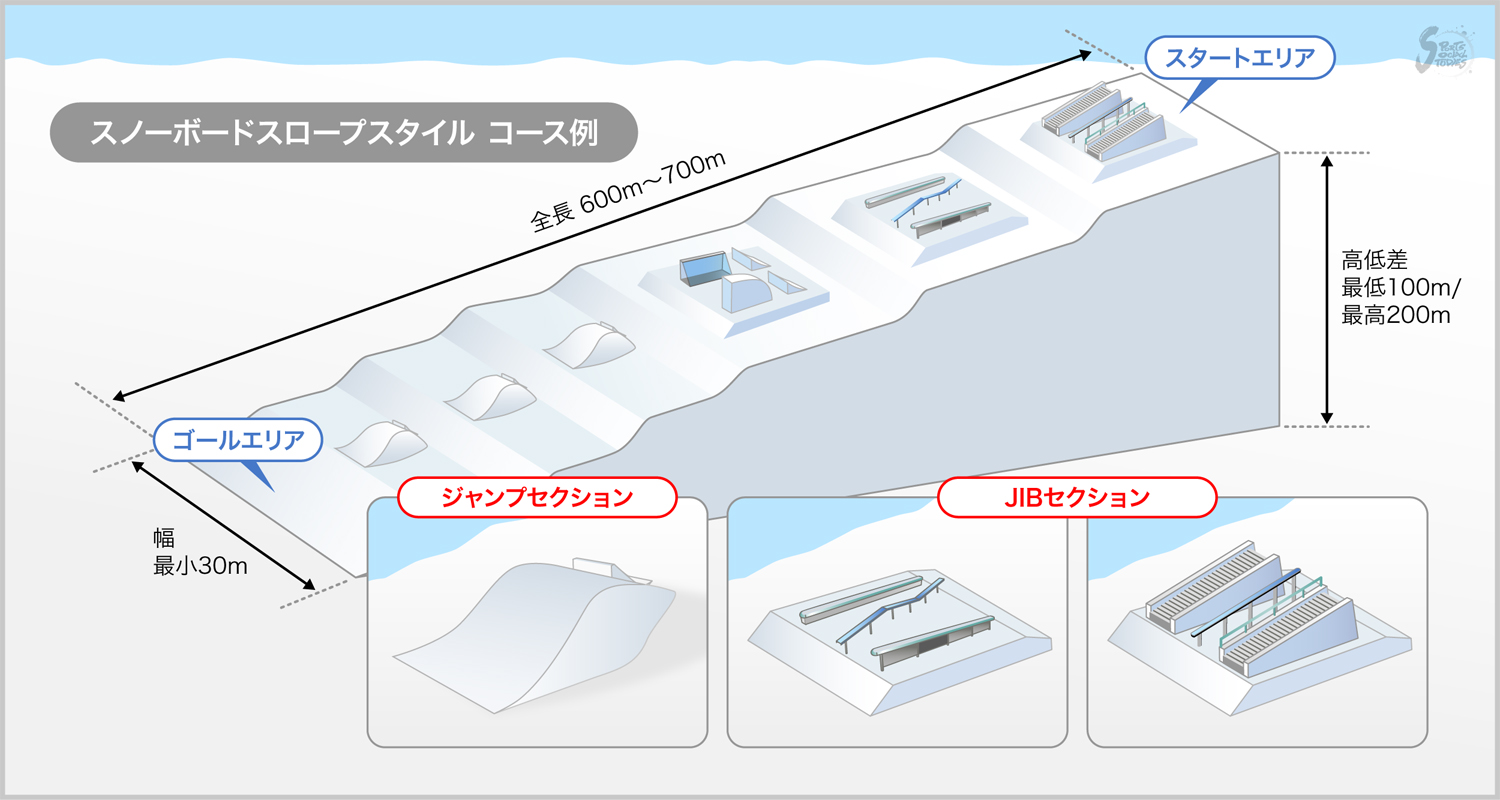 スタートエリア
スノーボードスロープスタイル コース例
全長 600m〜700m
高低差
最低100m/
最高200m
ゴールエリア
幅
最小30m
ジャンプセクション
JIBセクション